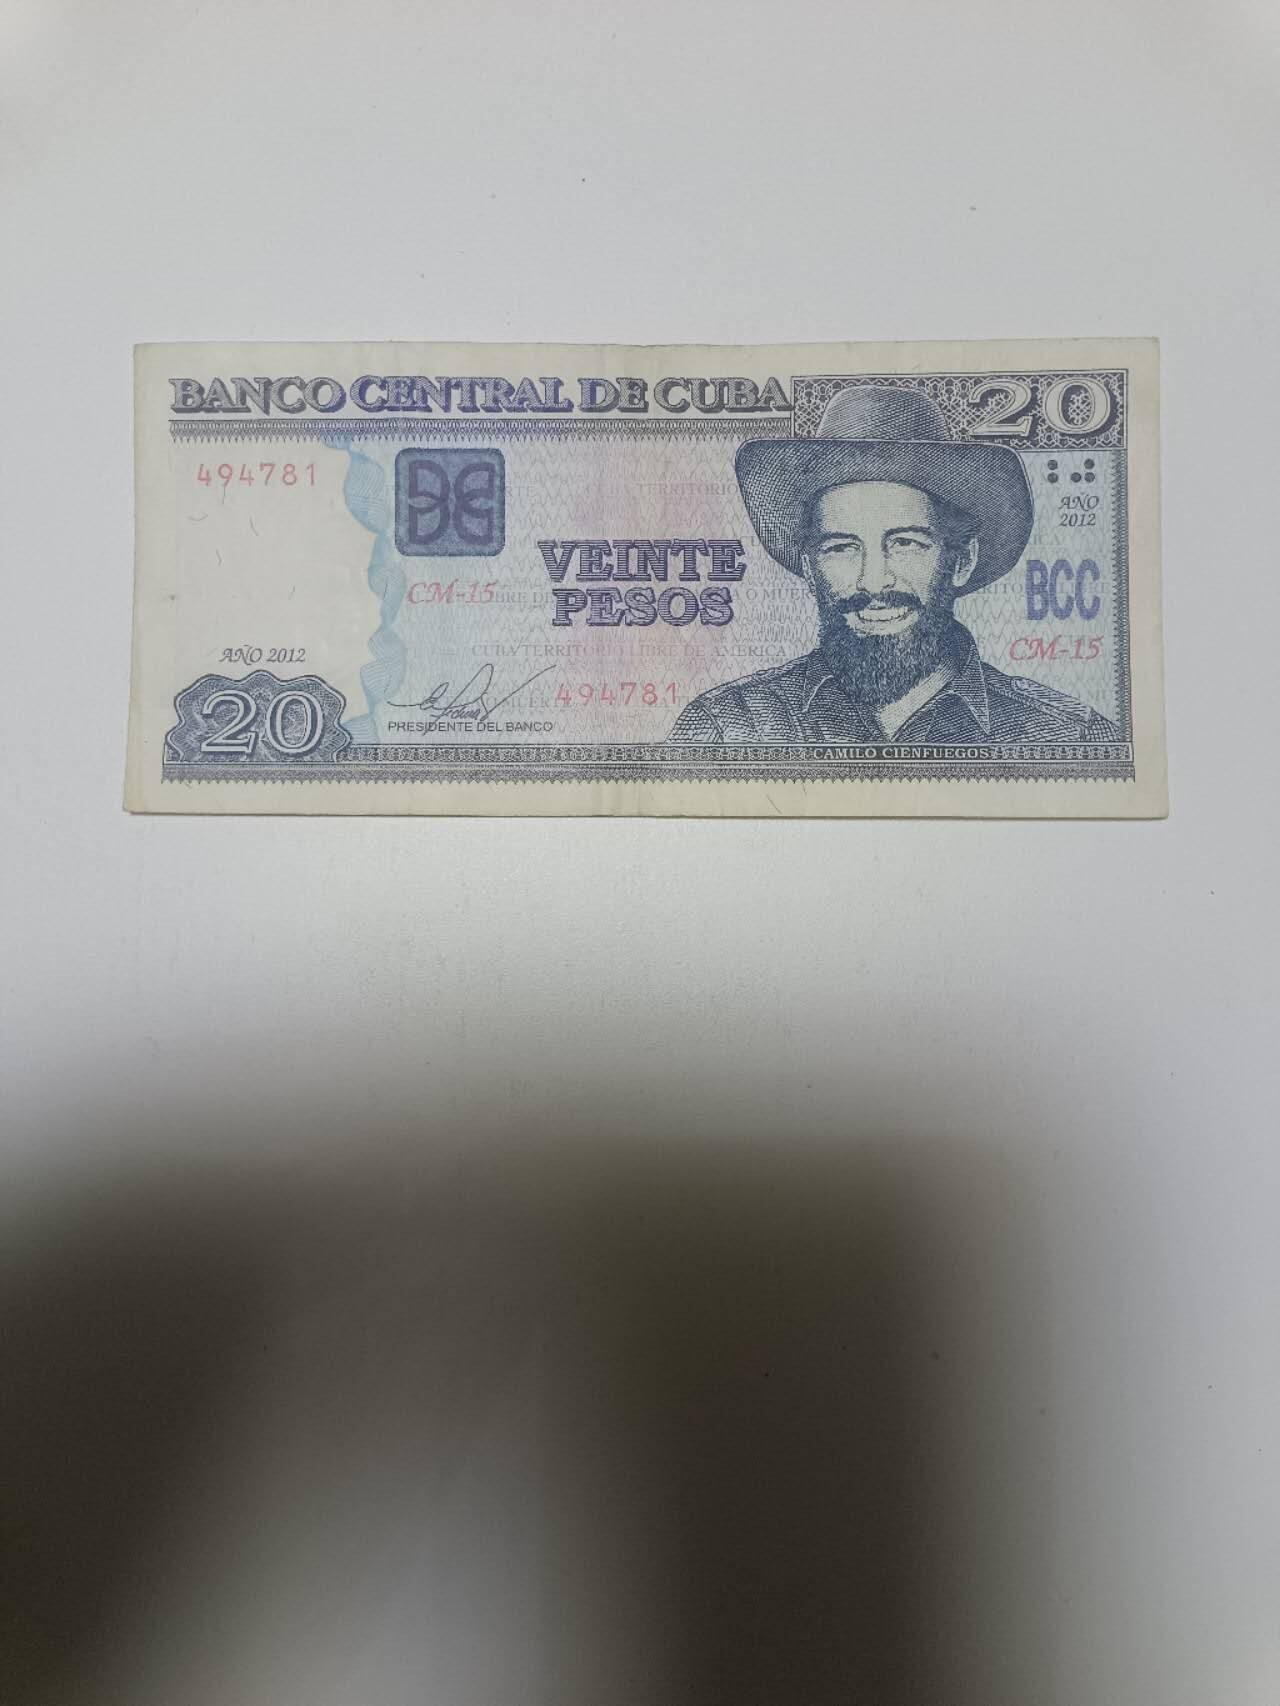 BANCO CENTRAL DE CUBA
20
494781
AÑO
2012
VEINTE
PESOS
BCC
CM-15
CM-15
CUBA TERRITORIO LIBRE DE AMERICA
AÑO 2012
494781
20
PRESIDENTE DEL BANCO
CAMILO CIENFUEGOS